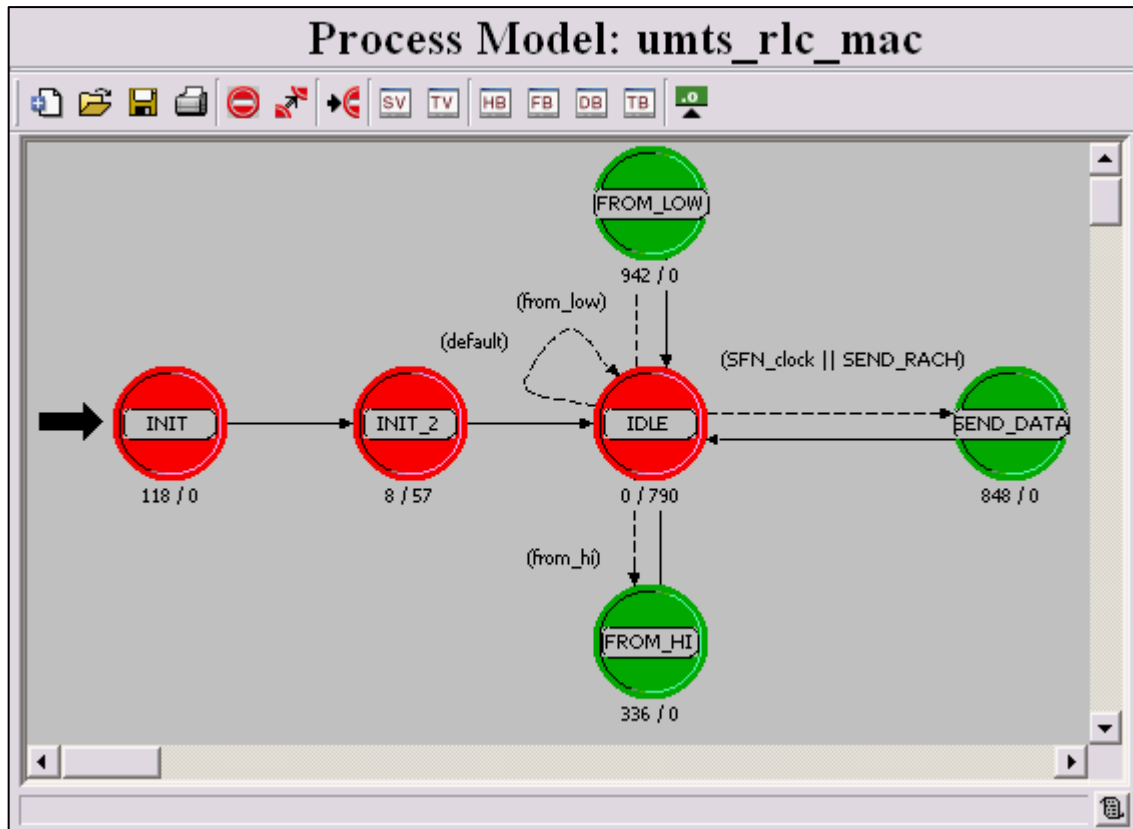 Process Model: umts_rlc_mac
SV TV HB FB DB TB .0
FROM_LOW
942 / 0
(from_low)
(default)
(SFN_clock || SEND_RACH)
INIT
INIT_2
IDLE
SEND_DATA
118 / 0
8 / 57
0 / 790
848 / 0
(from_hi)
FROM_HI
336 / 0